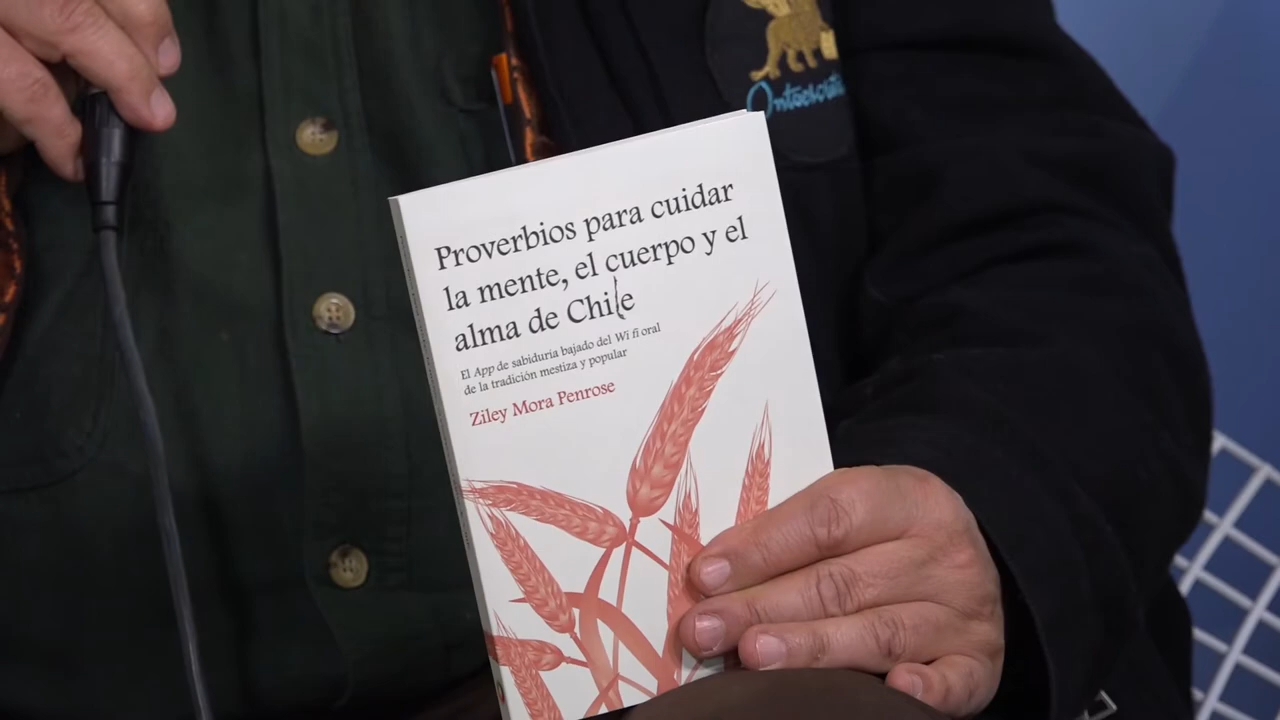 Proverbios para cuidar
la mente, el cuerpo y el
alma de Chile
El App de sabiduría bajado del Wi fi oral
de la tradición mestiza y popular
Ziley Mora Penrose